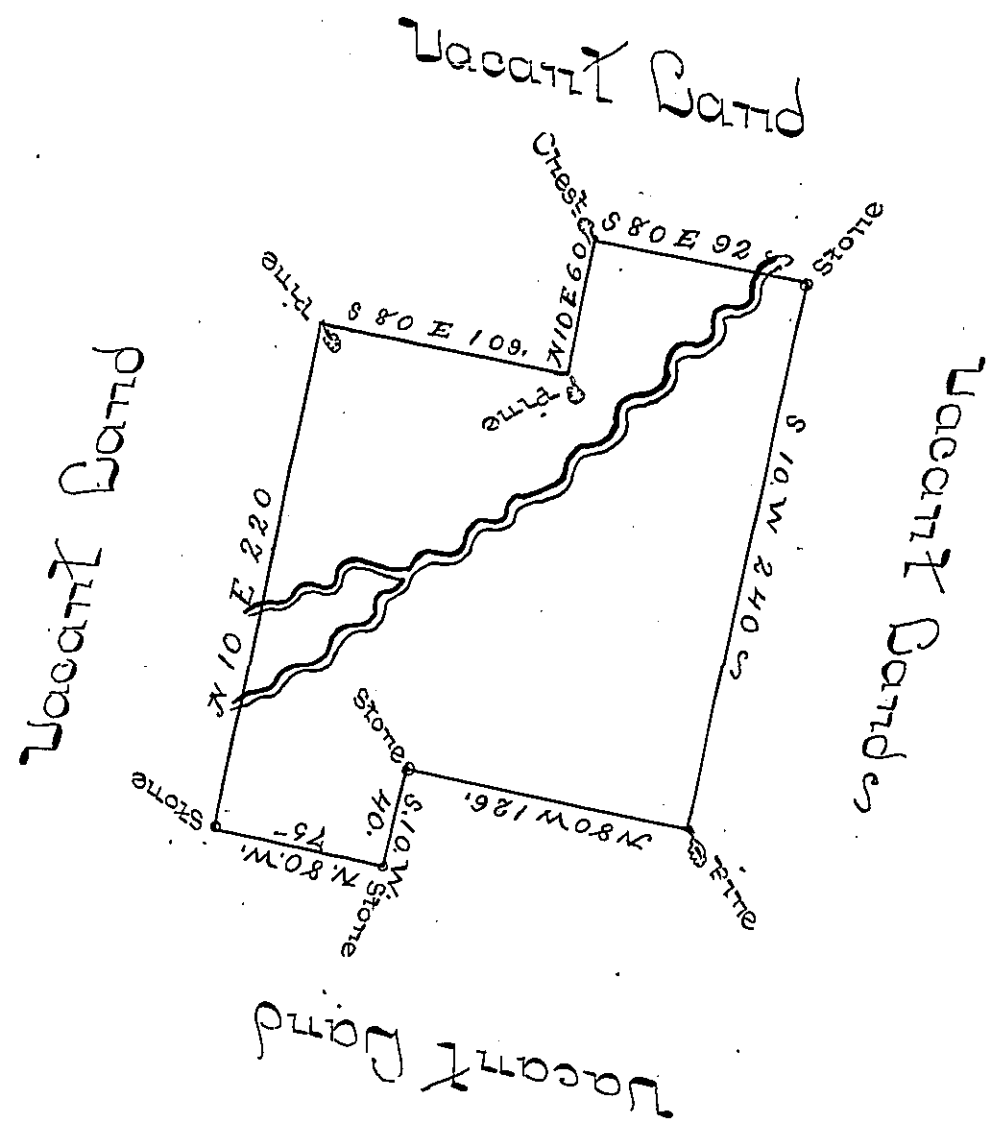 Vacant Land
Chest.
S 80 E 92
Stone
Pine
S 80 E 109.
N 10 E 60
Pine
Vacant Land
N 10 E 220
S 10. W 240 S
Vacant Lands
Stone
Stone
S. 10. W.
40.
N 80 W 126.
Pine
N. 80. W.
75-
Stone
Vacant Land